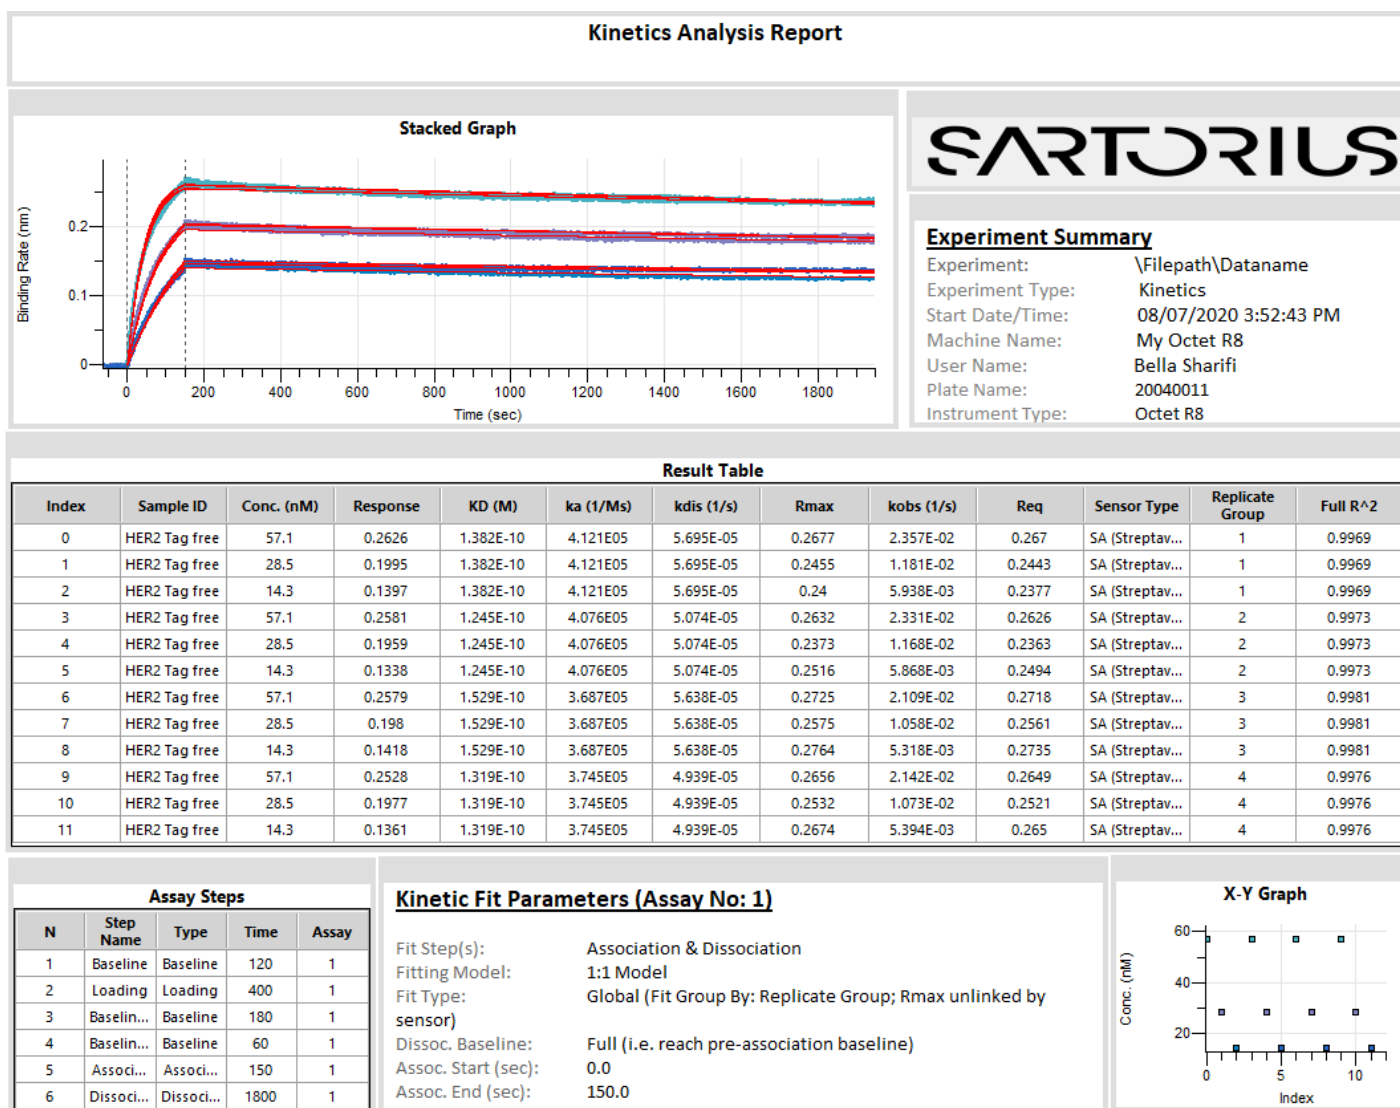 Kinetics Analysis Report
Stacked Graph
Binding Rate (nm)
0.2
0.1
0
0 200 400 600 800 1000 1200 1400 1600 1800
Time (sec)
SARTORIUS
Experiment Summary
Experiment: \Filepath\Dataname
Experiment Type: Kinetics
Start Date/Time: 08/07/2020 3:52:43 PM
Machine Name: My Octet R8
User Name: Bella Sharifi
Plate Name: 20040011
Instrument Type: Octet R8
Result Table
Index Sample ID Conc. (nM) Response KD (M) ka (1/Ms) kdis (1/s) Rmax kobs (1/s) Req Sensor Type Replicate Group Full R^2
0 HER2 Tag free 57.1 0.2626 1.382E-10 4.121E05 5.695E-05 0.2677 2.357E-02 0.267 SA (Streptav... 1 0.9969
1 HER2 Tag free 28.5 0.1995 1.382E-10 4.121E05 5.695E-05 0.2455 1.181E-02 0.2443 SA (Streptav... 1 0.9969
2 HER2 Tag free 14.3 0.1397 1.382E-10 4.121E05 5.695E-05 0.24 5.938E-03 0.2377 SA (Streptav... 1 0.9969
3 HER2 Tag free 57.1 0.2581 1.245E-10 4.076E05 5.074E-05 0.2632 2.331E-02 0.2626 SA (Streptav... 2 0.9973
4 HER2 Tag free 28.5 0.1959 1.245E-10 4.076E05 5.074E-05 0.2373 1.168E-02 0.2363 SA (Streptav... 2 0.9973
5 HER2 Tag free 14.3 0.1338 1.245E-10 4.076E05 5.074E-05 0.2516 5.868E-03 0.2494 SA (Streptav... 2 0.9973
6 HER2 Tag free 57.1 0.2579 1.529E-10 3.687E05 5.638E-05 0.2725 2.109E-02 0.2718 SA (Streptav... 3 0.9981
7 HER2 Tag free 28.5 0.198 1.529E-10 3.687E05 5.638E-05 0.2575 1.058E-02 0.2561 SA (Streptav... 3 0.9981
8 HER2 Tag free 14.3 0.1418 1.529E-10 3.687E05 5.638E-05 0.2764 5.318E-03 0.2735 SA (Streptav... 3 0.9981
9 HER2 Tag free 57.1 0.2528 1.319E-10 3.745E05 4.939E-05 0.2656 2.142E-02 0.2649 SA (Streptav... 4 0.9976
10 HER2 Tag free 28.5 0.1977 1.319E-10 3.745E05 4.939E-05 0.2532 1.073E-02 0.2521 SA (Streptav... 4 0.9976
11 HER2 Tag free 14.3 0.1361 1.319E-10 3.745E05 4.939E-05 0.2674 5.394E-03 0.265 SA (Streptav... 4 0.9976
Assay Steps
N Step Name Type Time Assay
1 Baseline Baseline 120 1
2 Loading Loading 400 1
3 Baselin... Baseline 180 1
4 Baselin... Baseline 60 1
5 Associ... Associ... 150 1
6 Dissoci... Dissoci... 1800 1
Kinetic Fit Parameters (Assay No: 1)
Fit Step(s): Association & Dissociation
Fitting Model: 1:1 Model
Fit Type: Global (Fit Group By: Replicate Group; Rmax unlinked by
sensor)
Dissoc. Baseline: Full (i.e. reach pre-association baseline)
Assoc. Start (sec): 0.0
Assoc. End (sec): 150.0
X-Y Graph
Conc. (nM)
60
40
20
0 5 10
Index